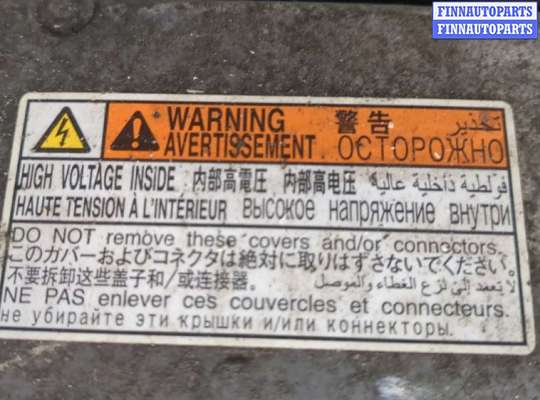 FINNAUTOPARTS
FINNAUTOPARTS
WARNING 警告 تحذير
AVERTISSEMENT ОСТОРОЖНО
HIGH VOLTAGE INSIDE 内部高電圧 内部高电压 فولطية داخلية عالية
HAUTE TENSION À L'INTÉRIEUR Высокое напряжение внутри
DO NOT remove these covers and/or connectors.
このカバーおよびコネクタは絶対に取りはずさないでください。
不要拆卸这些盖子和/或连接器。 لا تعمد إلى نزع الغطاء والموصل
NE PAS enlever ces couvercles et connecteurs.
не убирайте эти крышки и/или коннекторы.